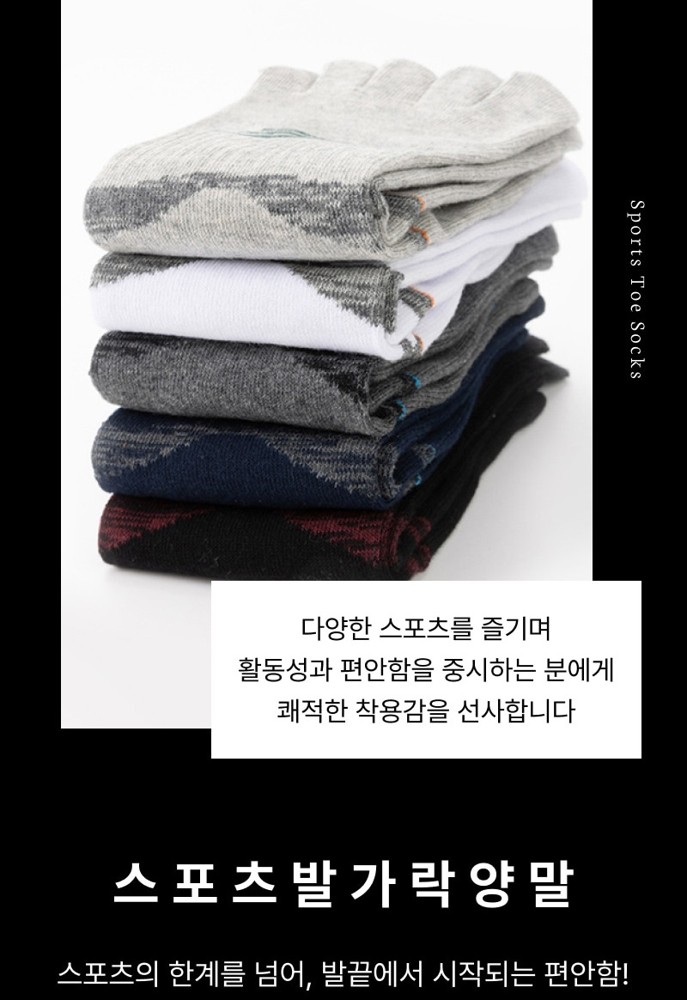 Sports Toe Socks
다양한 스포츠를 즐기며
활동성과 편안함을 중시하는 분에게
쾌적한 착용감을 선사합니다
스포츠발가락양말
스포츠의 한계를 넘어, 발끝에서 시작되는 편안함!